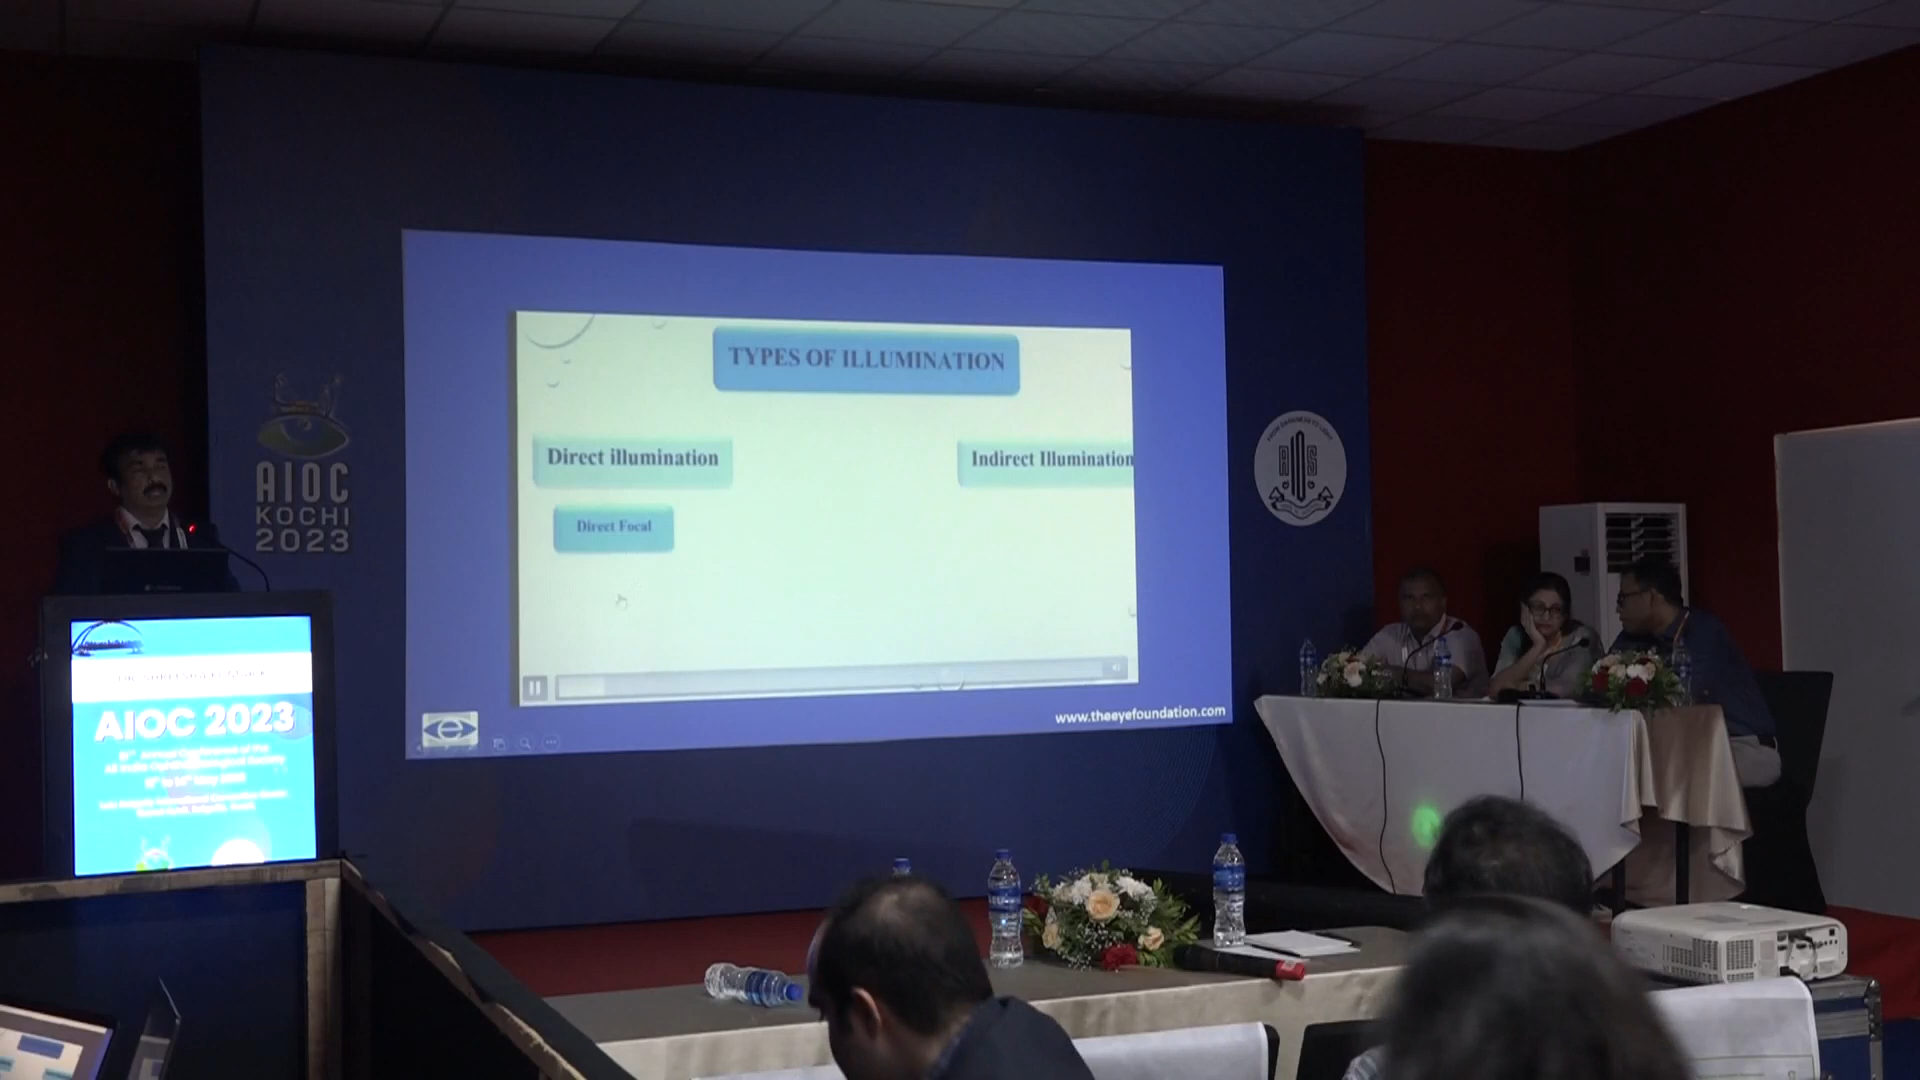 TYPES OF ILLUMINATION
Direct illumination
Indirect Illumination
Direct Focal
www.theeyefoundation.com
AIOC
KOCHI
2023
AIOC 2023